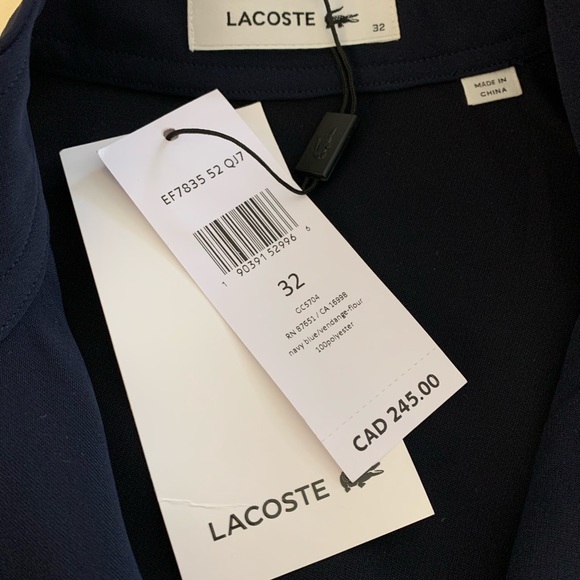 LACOSTE
32
MADE IN
CHINA
EF7835 52 QJ7
1 90391 52996 6
32
CC5704
RN 87651 / CA 16998
navy blue/vendange-flour
100polyester
CAD 245.00
LACOSTE